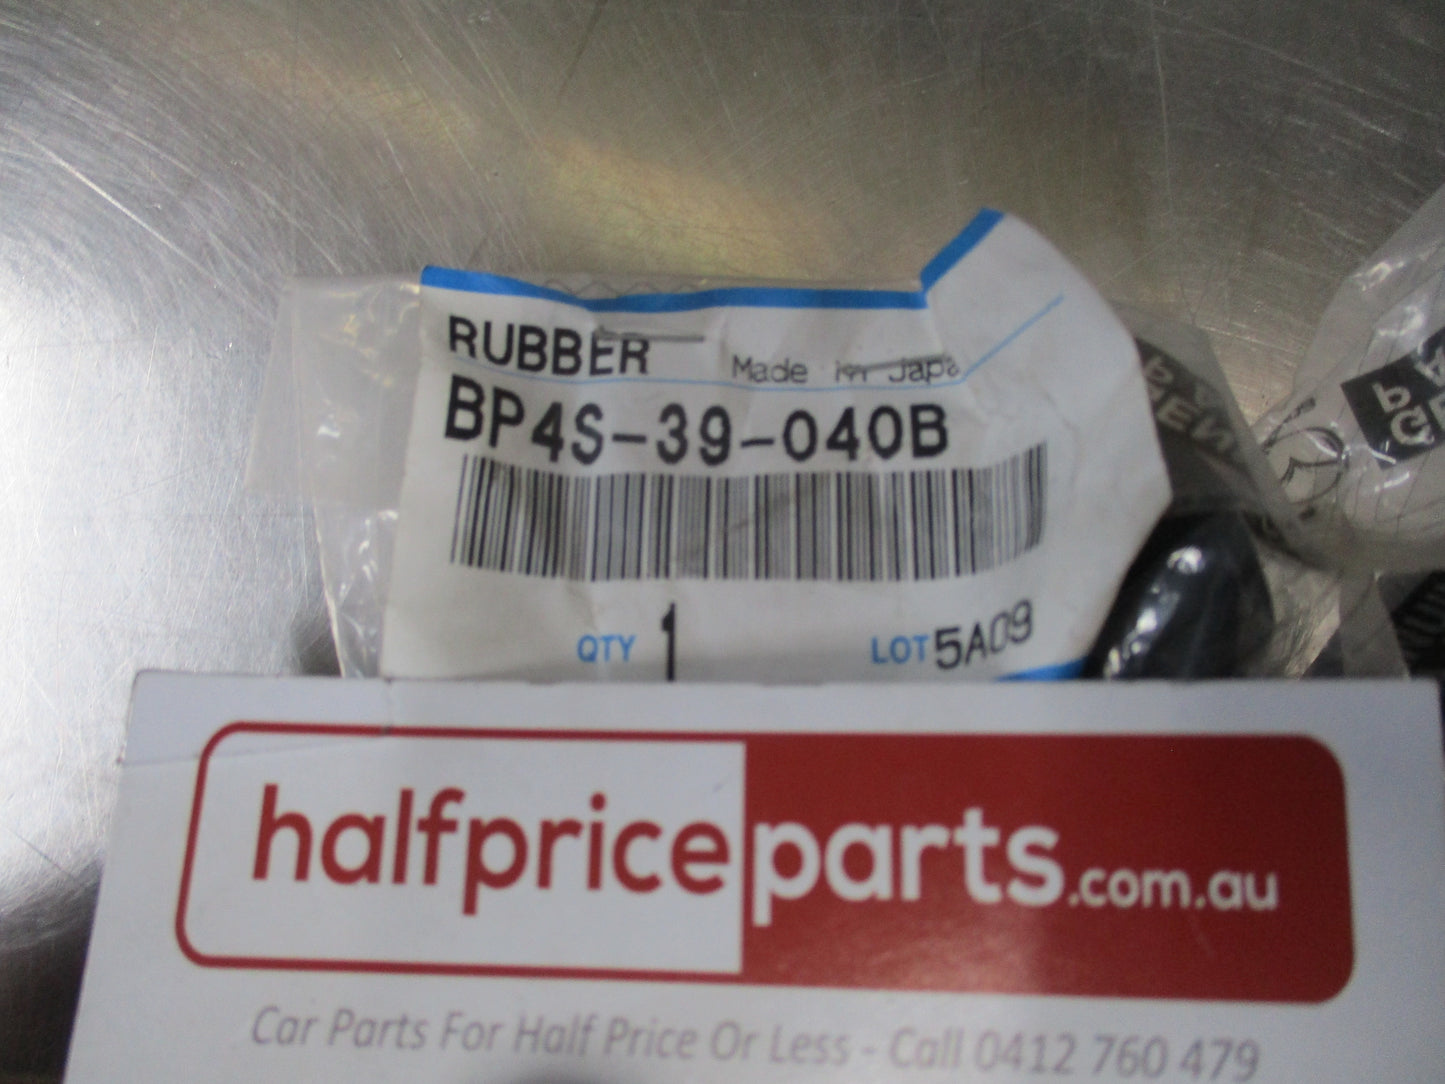 RUBBER
Made in Japa
BP4S-39-040B
QTY 1
LOT 5A09
halfpriceparts.com.au
Car Parts For Half Price Or Less - Call 0412 760 479